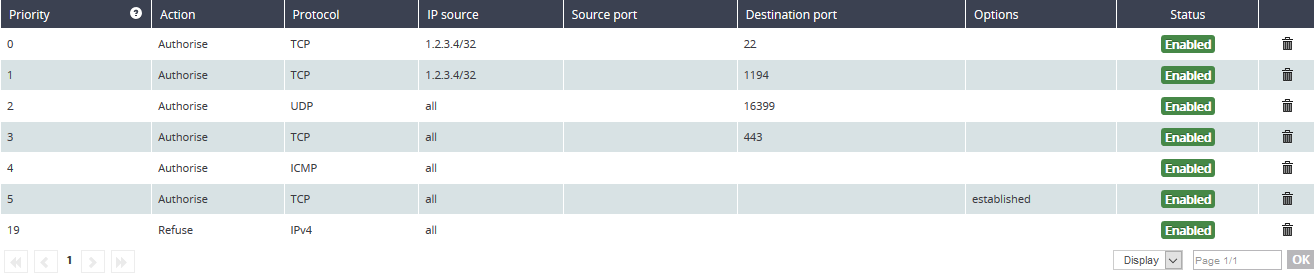 Priority ? Action Protocol IP source Source port Destination port Options Status
0 Authorise TCP 1.2.3.4/32 22 Enabled
1 Authorise TCP 1.2.3.4/32 1194 Enabled
2 Authorise UDP all 16399 Enabled
3 Authorise TCP all 443 Enabled
4 Authorise ICMP all Enabled
5 Authorise TCP all established Enabled
19 Refuse IPv4 all Enabled
1 Display Page 1/1 OK